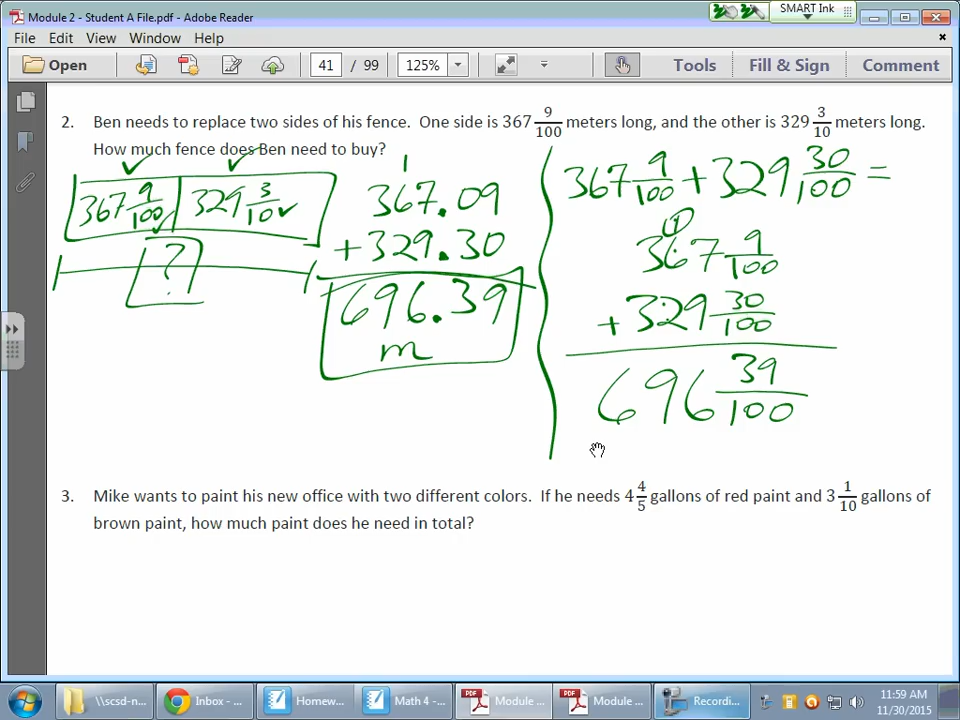 Module 2 - Student A File.pdf - Adobe Reader
SMART Ink
File Edit View Window Help
Open 41 / 99 125% Tools Fill & Sign Comment
2. Ben needs to replace two sides of his fence. One side is 367 9/100 meters long, and the other is 329 3/10 meters long.
How much fence does Ben need to buy?
367 9/100 329 3/10
?
1
367.09
+329.30
696.39
m
367 9/100 + 329 30/100 =
1
367 9/100
+ 329 30/100
696 39/100
3. Mike wants to paint his new office with two different colors. If he needs 4 4/5 gallons of red paint and 3 1/10 gallons of
brown paint, how much paint does he need in total?
\\scsd-n... Inbox - ... Homew... Math 4 -... Module ... Module ... Recordi... 11:59 AM
11/30/2015